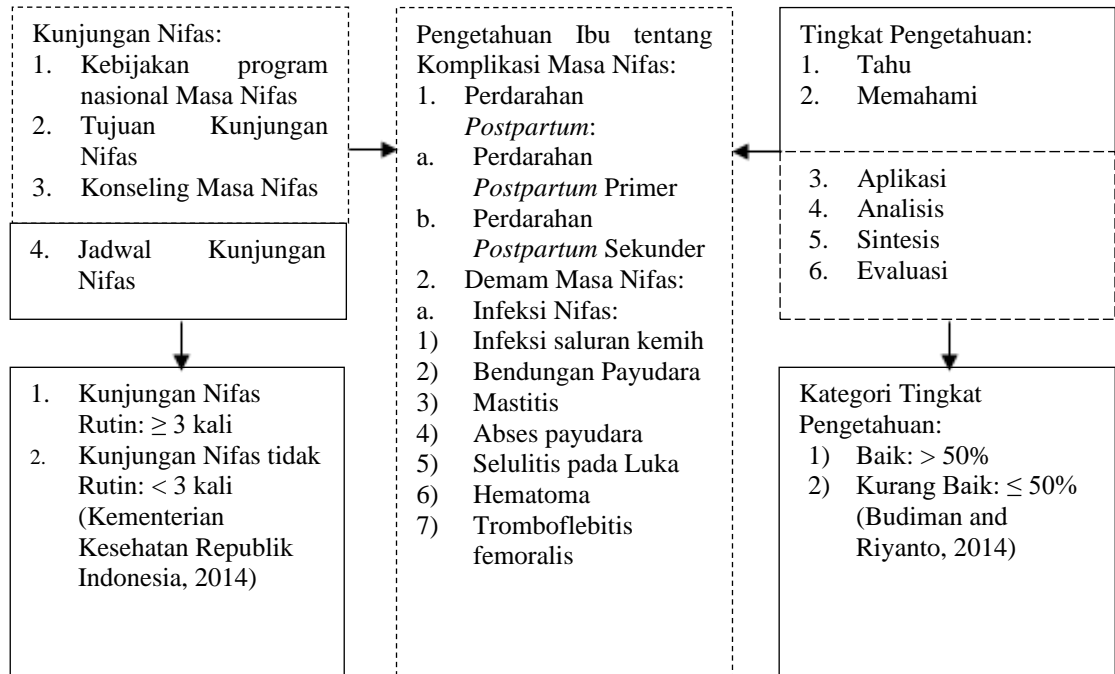 Kunjungan Nifas:
1. Kebijakan program
nasional Masa Nifas
2. Tujuan Kunjungan
Nifas
3. Konseling Masa Nifas
4. Jadwal Kunjungan
Nifas
1. Kunjungan Nifas
Rutin: ≥ 3 kali
2. Kunjungan Nifas tidak
Rutin: < 3 kali
(Kementerian
Kesehatan Republik
Indonesia, 2014)
Pengetahuan Ibu tentang
Komplikasi Masa Nifas:
1. Perdarahan
Postpartum:
a. Perdarahan
Postpartum Primer
b. Perdarahan
Postpartum Sekunder
2. Demam Masa Nifas:
a. Infeksi Nifas:
1) Infeksi saluran kemih
2) Bendungan Payudara
3) Mastitis
4) Abses payudara
5) Selulitis pada Luka
6) Hematoma
7) Tromboflebitis
femoralis
Tingkat Pengetahuan:
1. Tahu
2. Memahami
3. Aplikasi
4. Analisis
5. Sintesis
6. Evaluasi
Kategori Tingkat
Pengetahuan:
1) Baik: > 50%
2) Kurang Baik: ≤ 50%
(Budiman and
Riyanto, 2014)